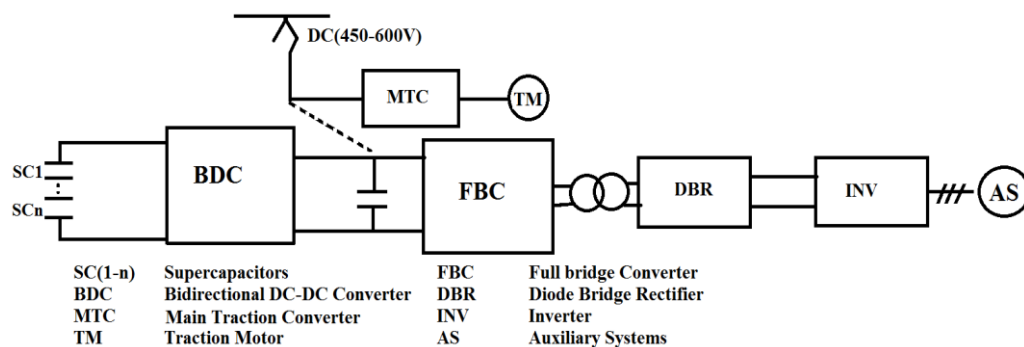 DC(450-600V)
MTC
TM
SC1
SCn
BDC
FBC
DBR
INV
AS
SC(1-n) Supercapacitors FBC Full bridge Converter
BDC Bidirectional DC-DC Converter DBR Diode Bridge Rectifier
MTC Main Traction Converter INV Inverter
TM Traction Motor AS Auxiliary Systems